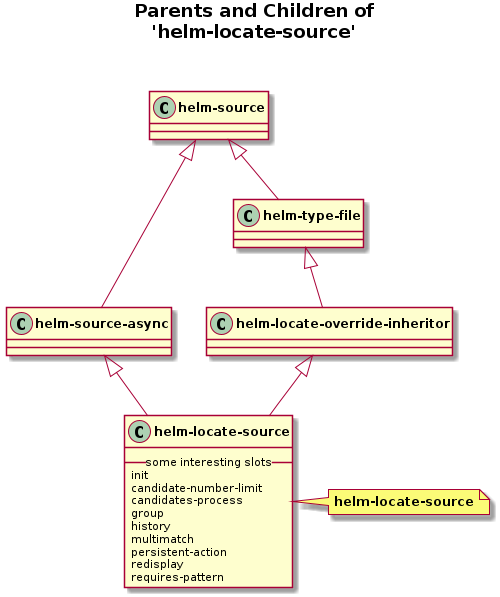 Parents and Children of
'helm-locate-source'
C helm-source
C helm-type-file
C helm-source-async
C helm-locate-override-inheritor
C helm-locate-source
some interesting slots
init
candidate-number-limit
candidates-process
group
history
multimatch
persistent-action
redisplay
requires-pattern
helm-locate-source